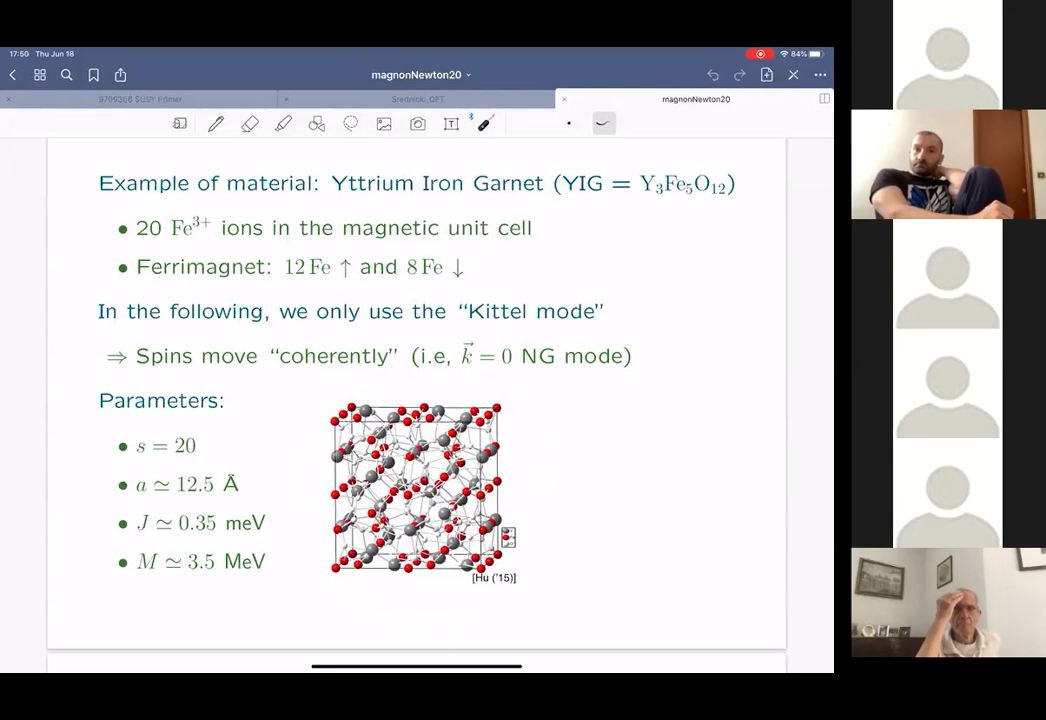 17:50 Thu Jun 18
84%
magnonNewton20
9709356 SUSY Primer
Srednicki_QFT
magnonNewton20
Example of material: Yttrium Iron Garnet (YIG = Y₃Fe₅O₁₂)
• 20 Fe³⁺ ions in the magnetic unit cell
• Ferrimagnet: 12 Fe ↑ and 8 Fe ↓
In the following, we only use the “Kittel mode”
⇒ Spins move “coherently” (i.e, k⃗ = 0 NG mode)
Parameters:
• s = 20
• a ≃ 12.5 Å
• J ≃ 0.35 meV
• M ≃ 3.5 MeV
[Hu ('15)]